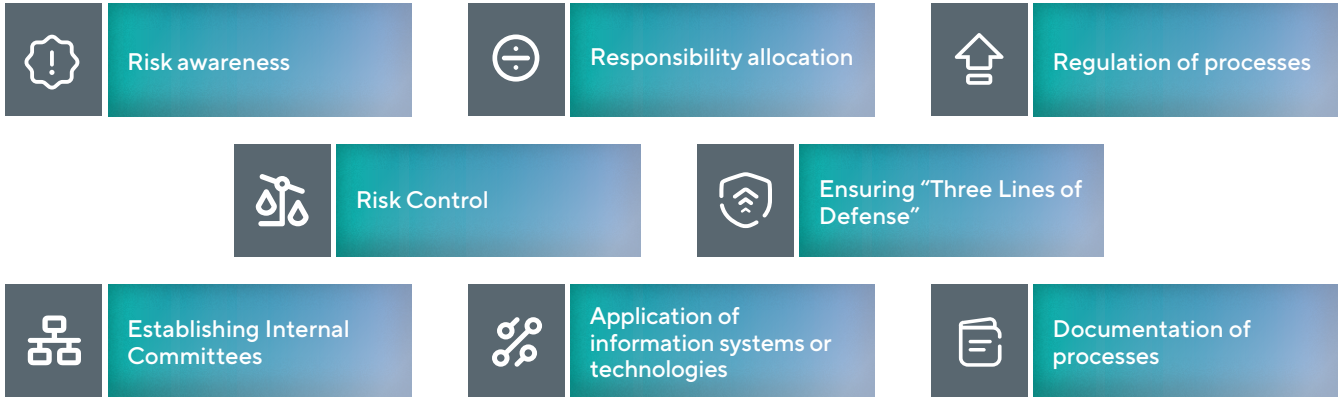 Risk awareness
Responsibility allocation
Regulation of processes
Risk Control
Ensuring “Three Lines of
Defense”
Establishing Internal
Committees
Application of
information systems or
technologies
Documentation of
processes